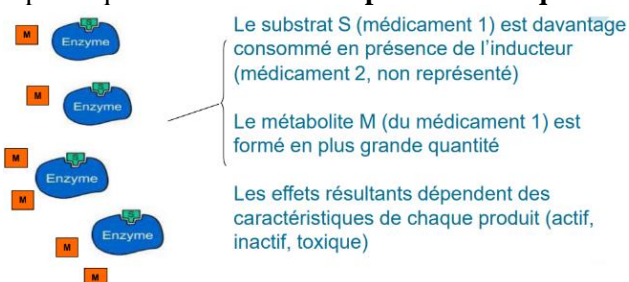 Le substrat S (médicament 1) est davantage
consommé en présence de l'inducteur
(médicament 2, non représenté)
Le métabolite M (du médicament 1) est
formé en plus grande quantité
Les effets résultants dépendent des
caractéristiques de chaque produit (actif,
inactif, toxique)
M
S
Enzyme
M
S
Enzyme
M
S
Enzyme
M
S
Enzyme
M
M